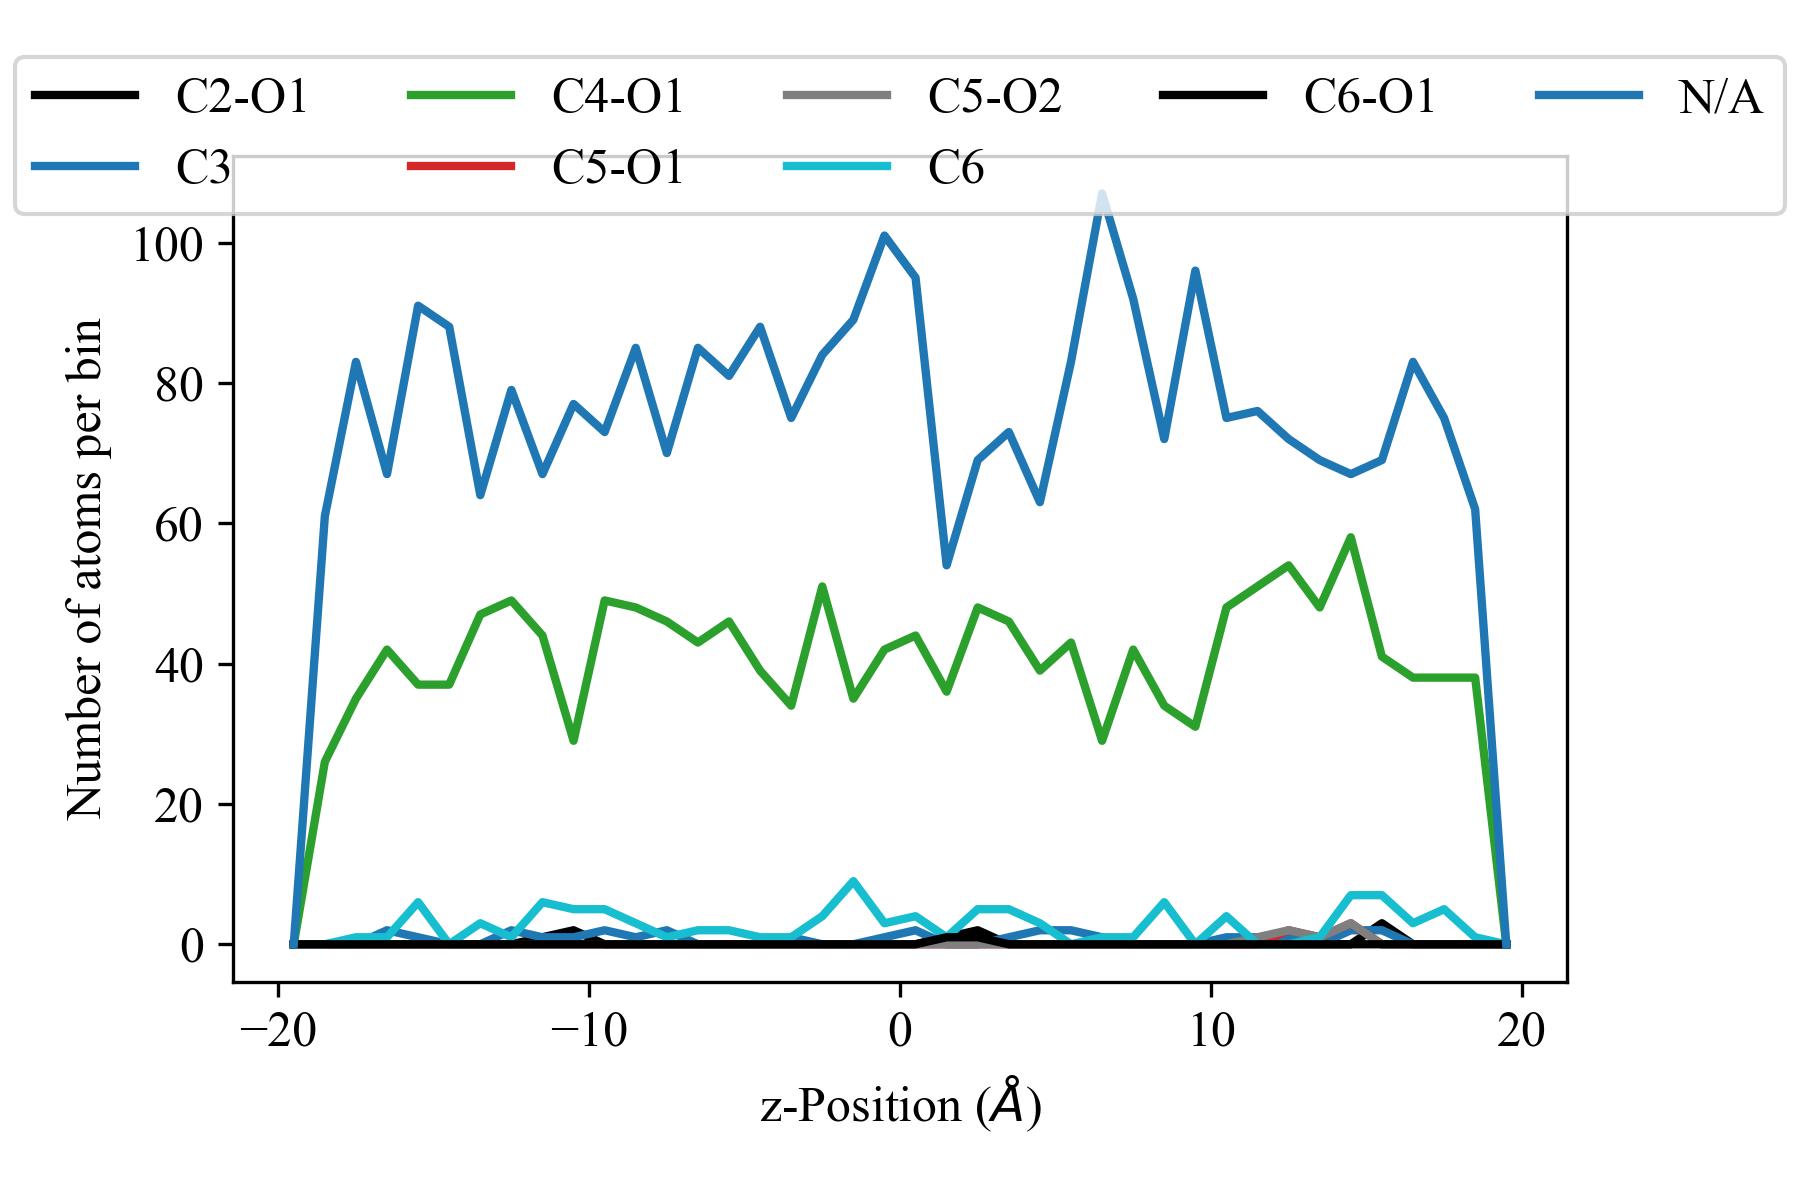 C2-O1 C4-O1 C5-O2 C6-O1 N/A
C3 C5-O1 C6
100
80
60
40
20
0
Number of atoms per bin
−20 −10 0 10 20
z-Position (Å)